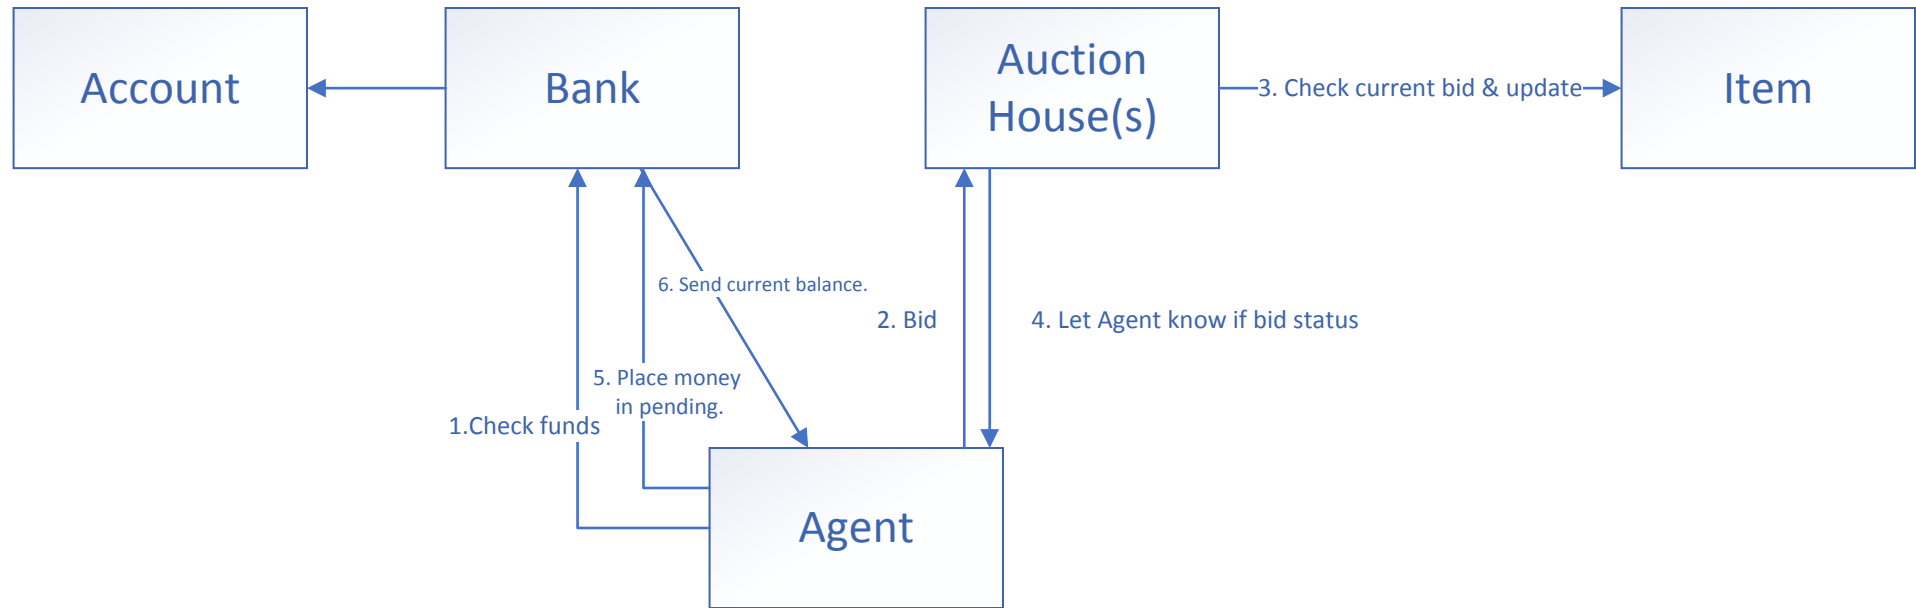 Account
Bank
Auction
House(s)
3. Check current bid & update
Item
6. Send current balance.
2. Bid
4. Let Agent know if bid status
5. Place money
in pending.
1.Check funds
Agent